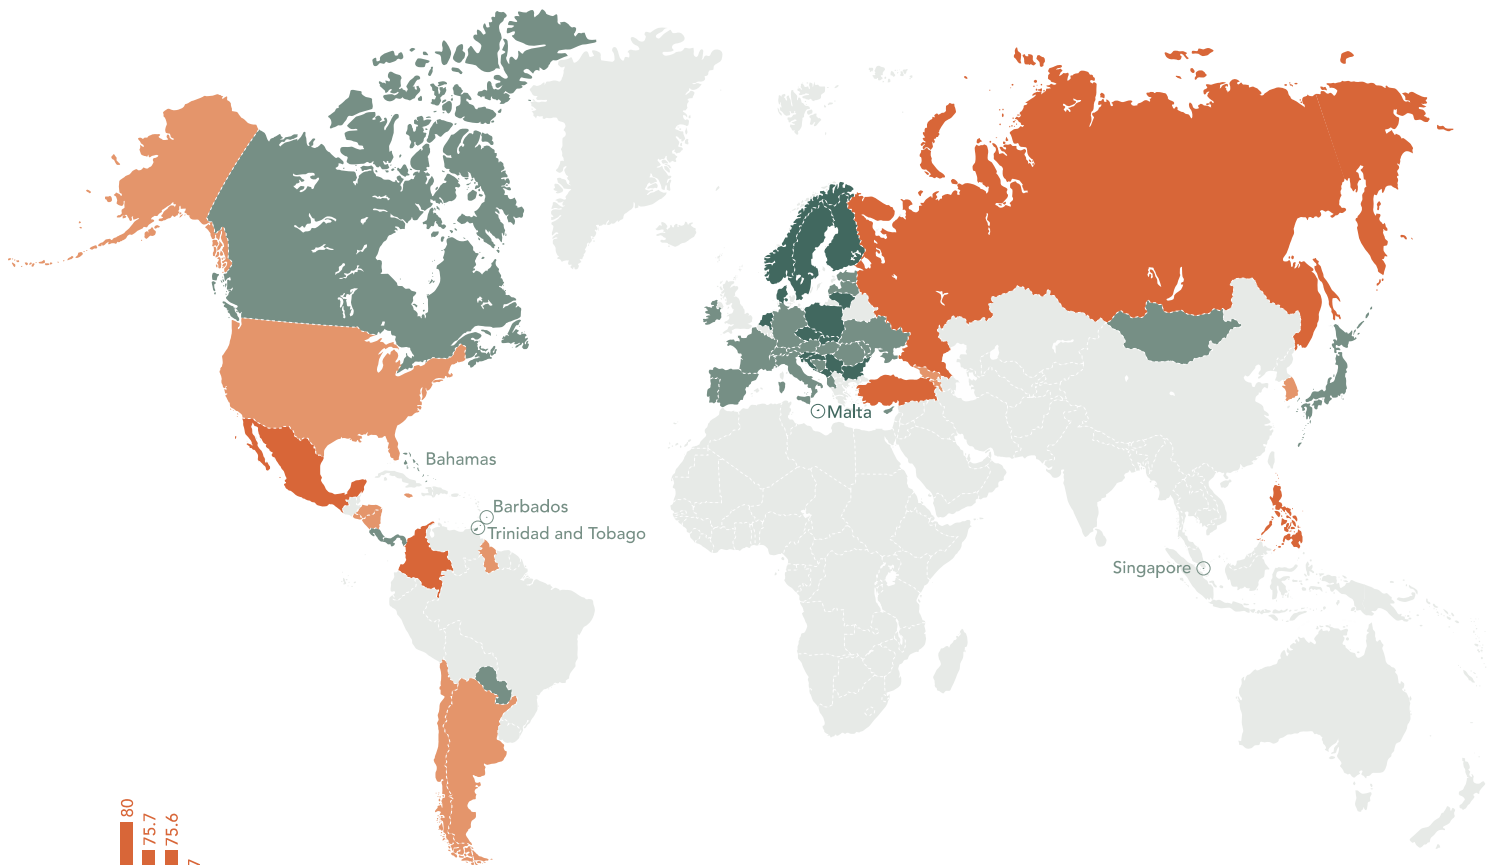 Malta
Bahamas
Barbados
Trinidad and Tobago
Singapore
80
75.7
75.6